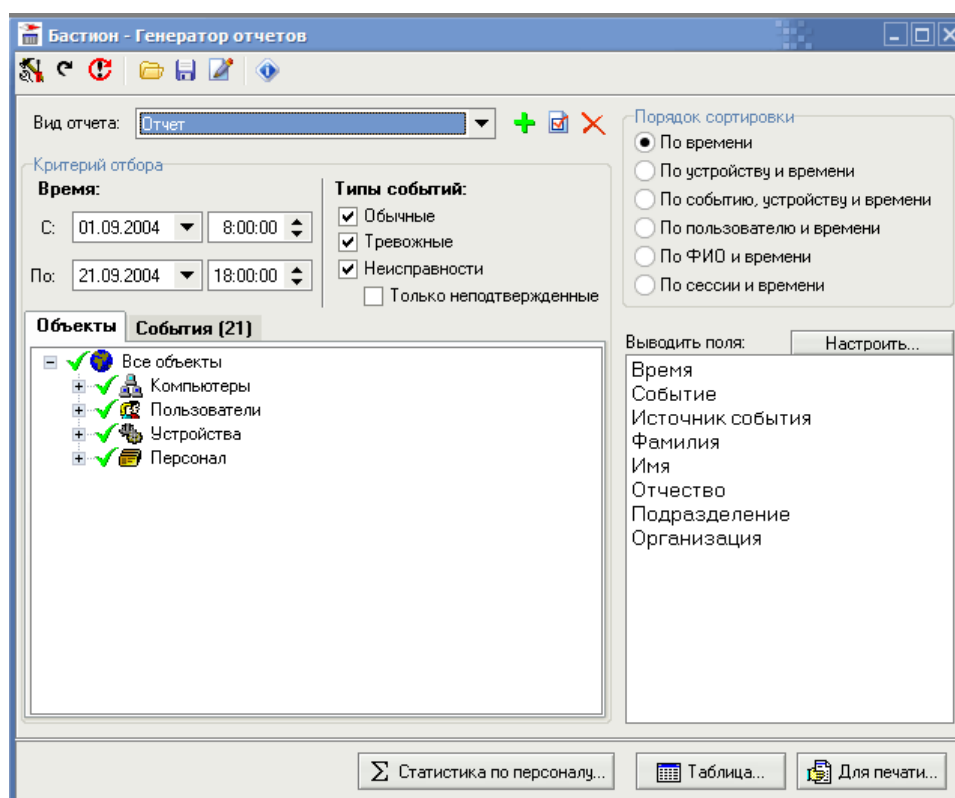 Бастион - Генератор отчетов
Вид отчета: Отчет
Критерий отбора
Время:
С: 01.09.2004 8:00:00
По: 21.09.2004 18:00:00
Типы событий:
Обычные
Тревожные
Неисправности
Только неподтвержденные
Порядок сортировки
По времени
По устройству и времени
По событию, устройству и времени
По пользователю и времени
По ФИО и времени
По сессии и времени
Объекты События (21)
Все объекты
Компьютеры
Пользователи
Устройства
Персонал
Выводить поля: Настроить...
Время
Событие
Источник события
Фамилия
Имя
Отчество
Подразделение
Организация
Σ Статистика по персоналу... Таблица... Для печати...